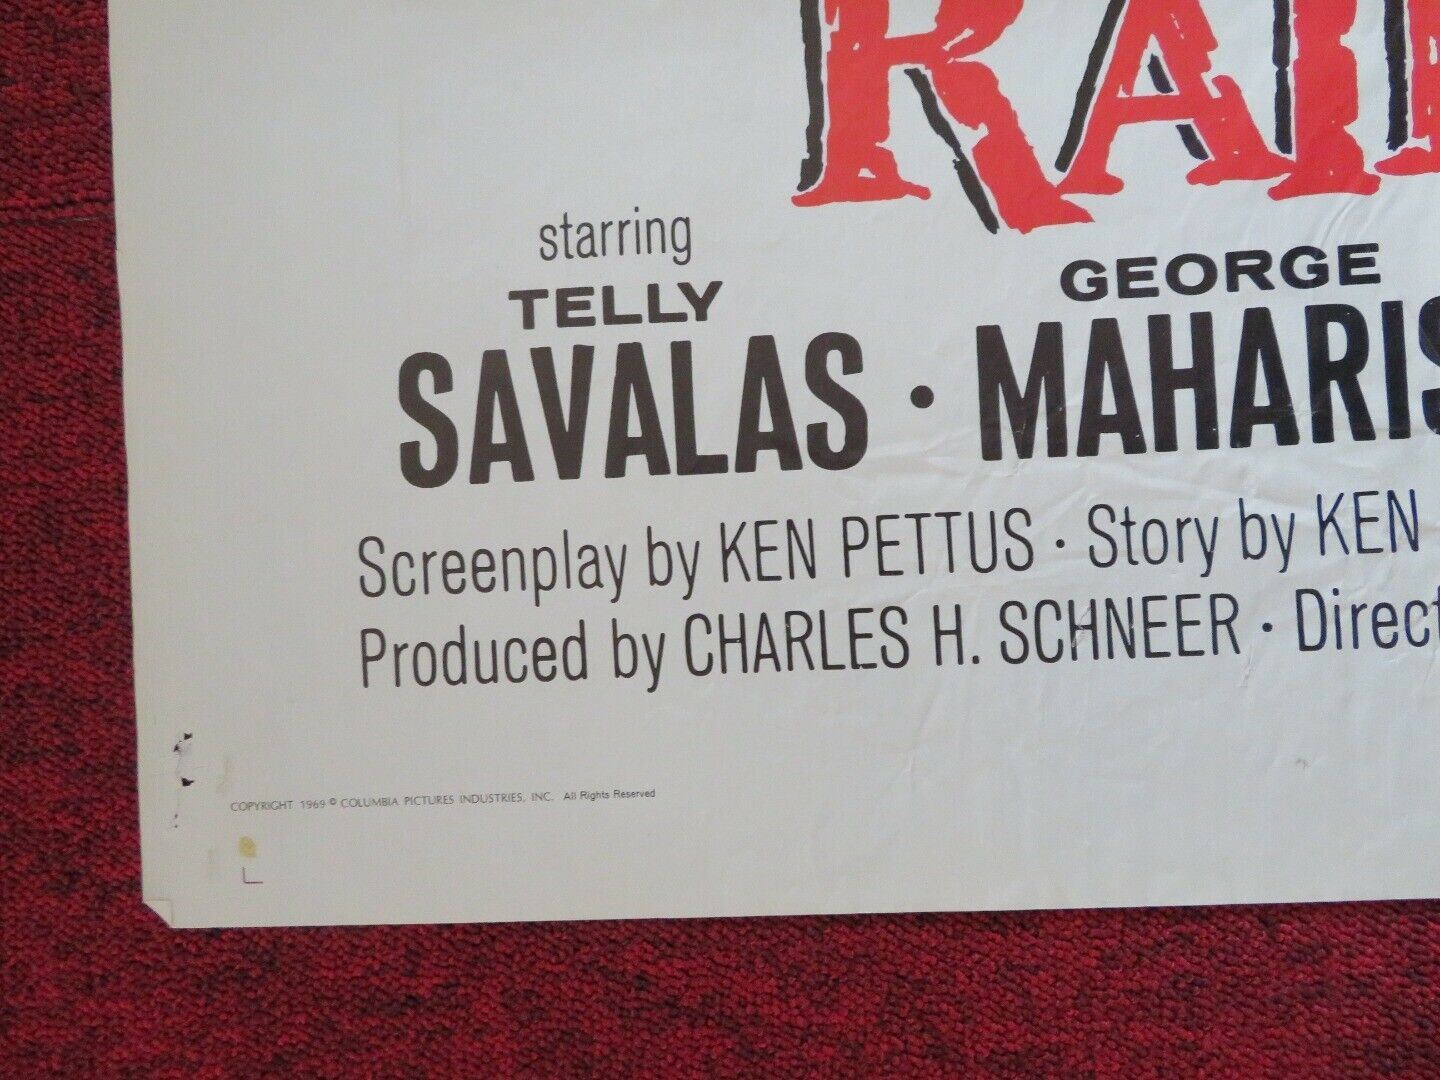 starring
TELLY GEORGE
SAVALAS · MAHARIS
Screenplay by KEN PETTUS · Story by KEN
Produced by CHARLES H. SCHNEER · Direct
COPYRIGHT 1969 © COLUMBIA PICTURES INDUSTRIES, INC. All Rights Reserved